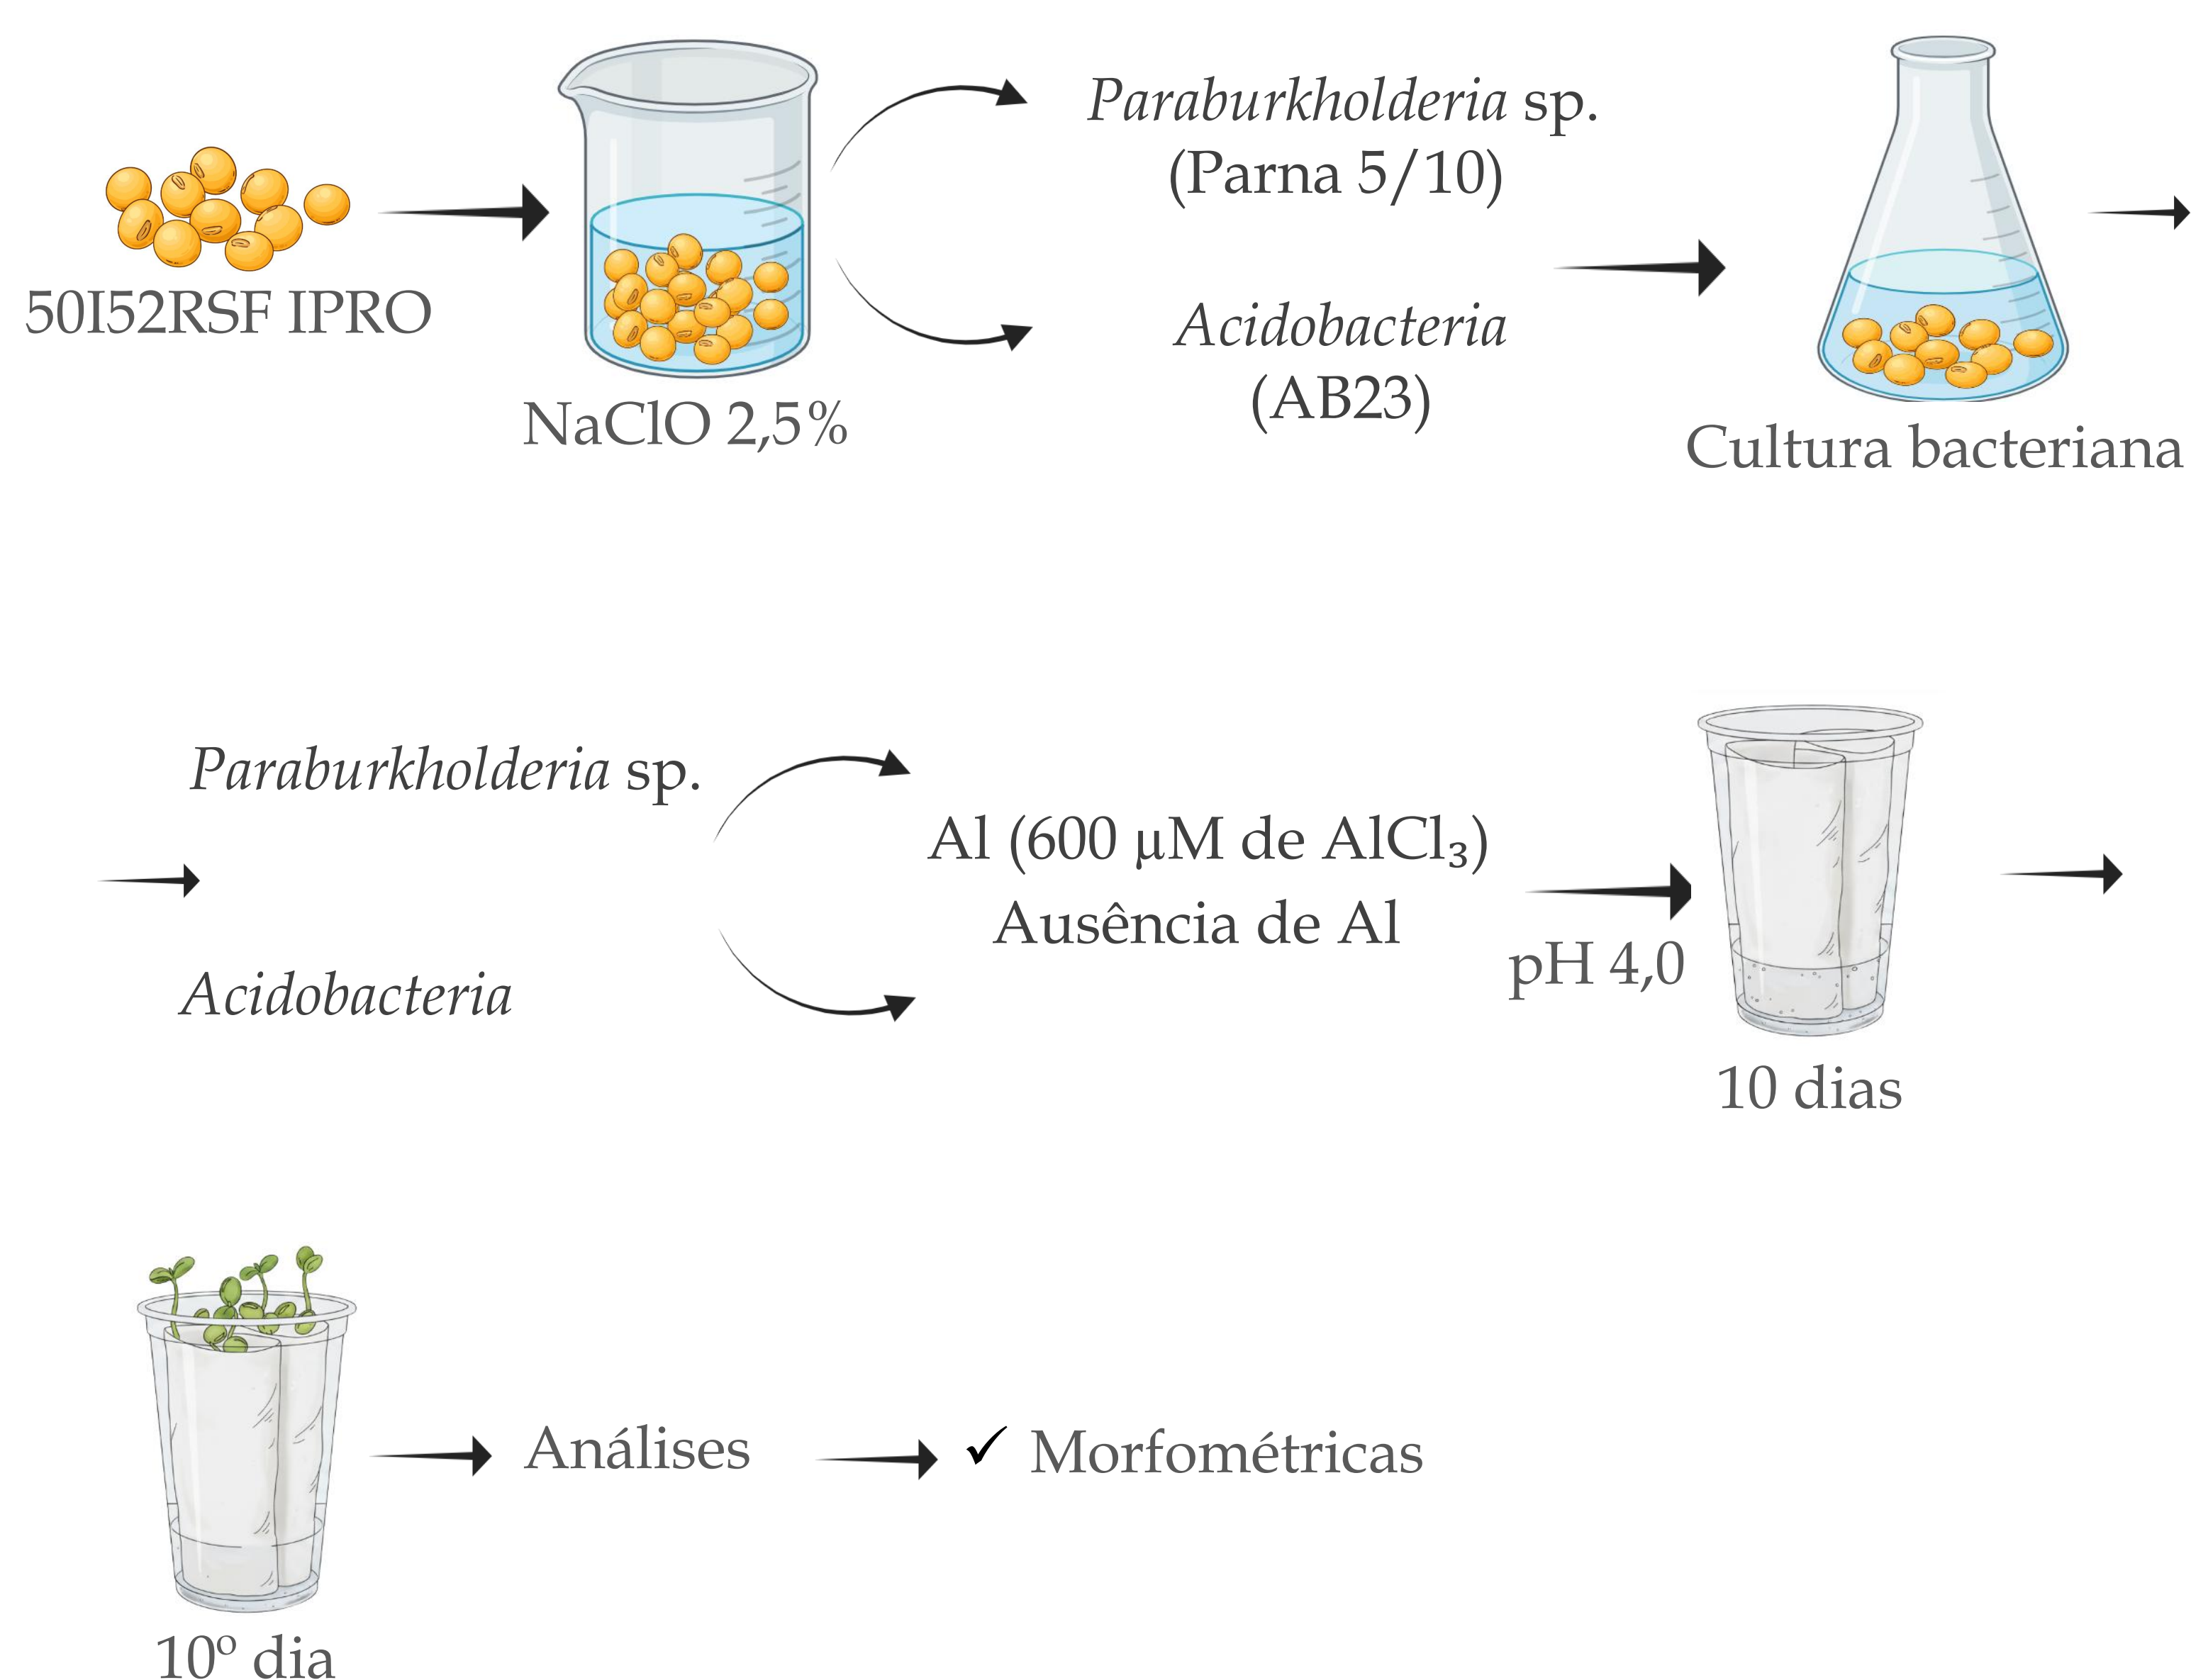 50I52RSF IPRO
NaClO 2,5%
Paraburkholderia sp.
(Parna 5/10)
Acidobacteria
(AB23)
Cultura bacteriana
Paraburkholderia sp.
Acidobacteria
Al (600 µM de AlCl₃)
Ausência de Al
pH 4,0
10 dias
10º dia
Análises
✓ Morfométricas